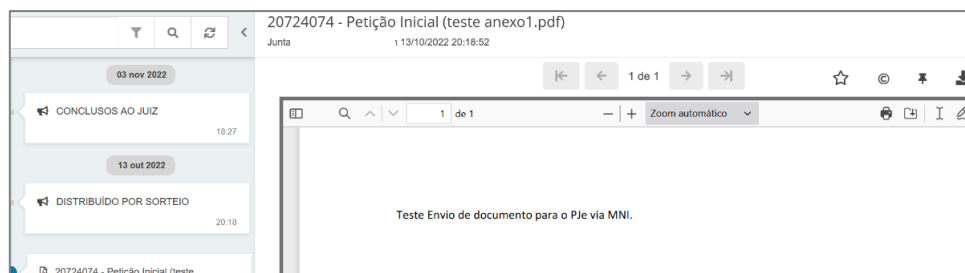 20724074 - Petição Inicial (teste anexo1.pdf)
Junta 13/10/2022 20:18:52
03 nov 2022
1 de 1
CONCLUSOS AO JUIZ
18:27
1 de 1
Zoom automático
13 out 2022
DISTRIBUÍDO POR SORTEIO
20:18
Teste Envio de documento para o PJe via MNI.
20724074 - Petição Inicial (teste